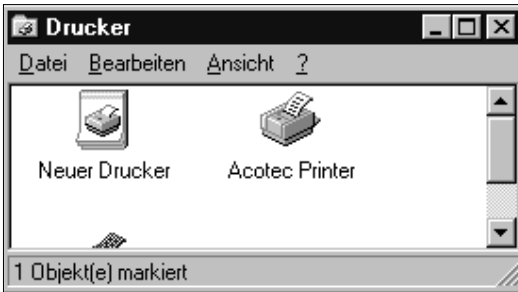 Drucker
Datei Bearbeiten Ansicht ?
Neuer Drucker Acotec Printer
1 Objekt(e) markiert